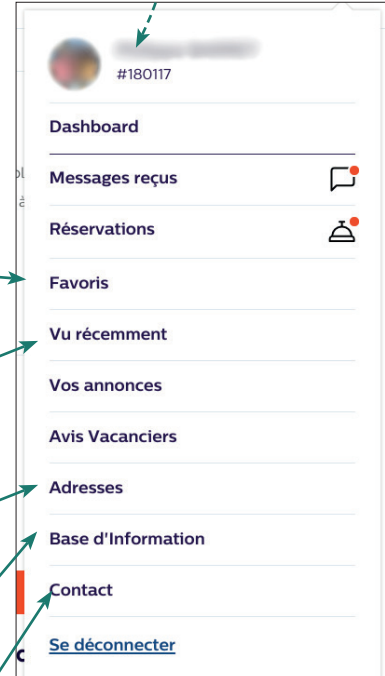 #180117
Dashboard
Messages reçus
Réservations
Favoris
Vu récemment
Vos annonces
Avis Vacanciers
Adresses
Base d'Information
Contact
Se déconnecter